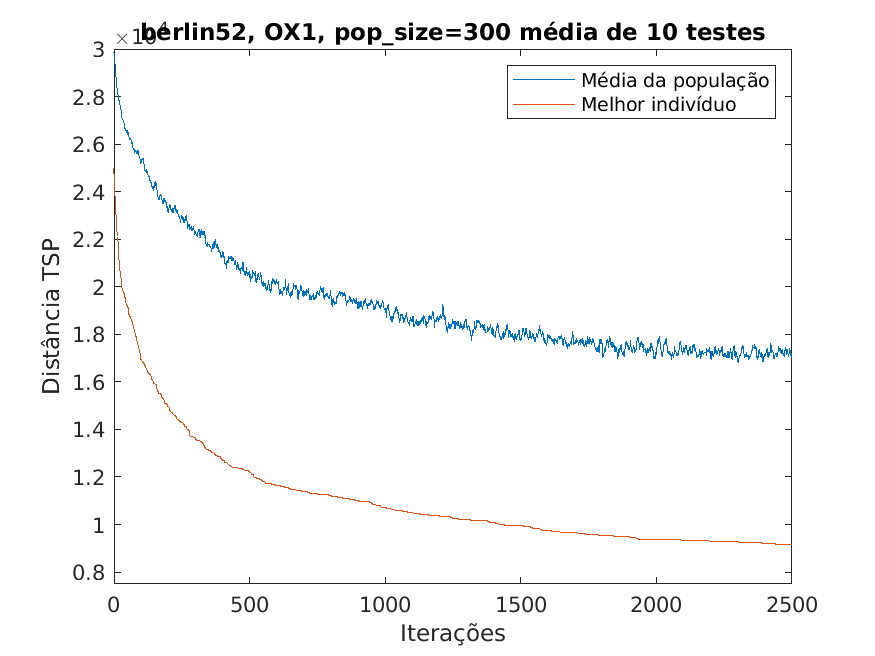 berlin52, OX1, pop_size=300 média de 10 testes
×10⁴
3
2.8
2.6
2.4
2.2
2
1.8
1.6
1.4
1.2
1
0.8
Distância TSP
Média da população
Melhor indivíduo
0 500 1000 1500 2000 2500
Iterações